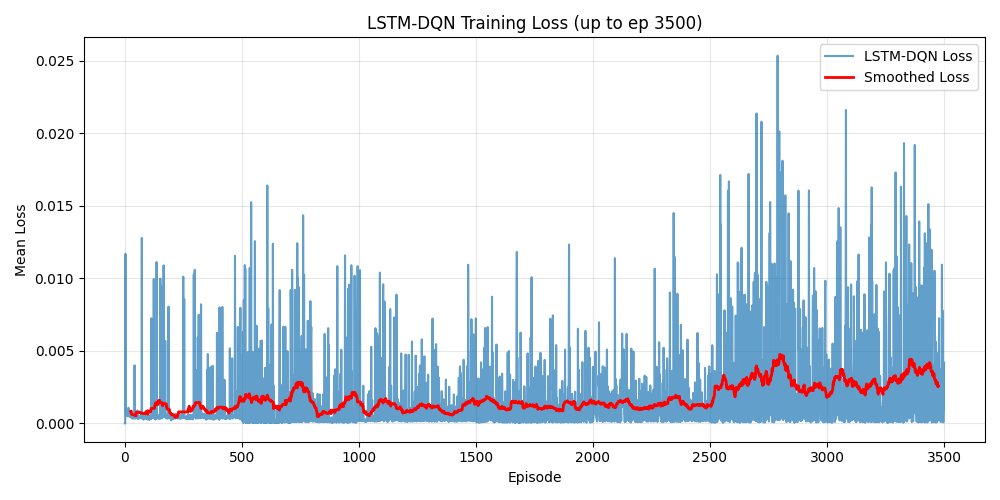 LSTM-DQN Training Loss (up to ep 3500)
LSTM-DQN Loss
Smoothed Loss
Mean Loss
0.025
0.020
0.015
0.010
0.005
0.000
0 500 1000 1500 2000 2500 3000 3500
Episode